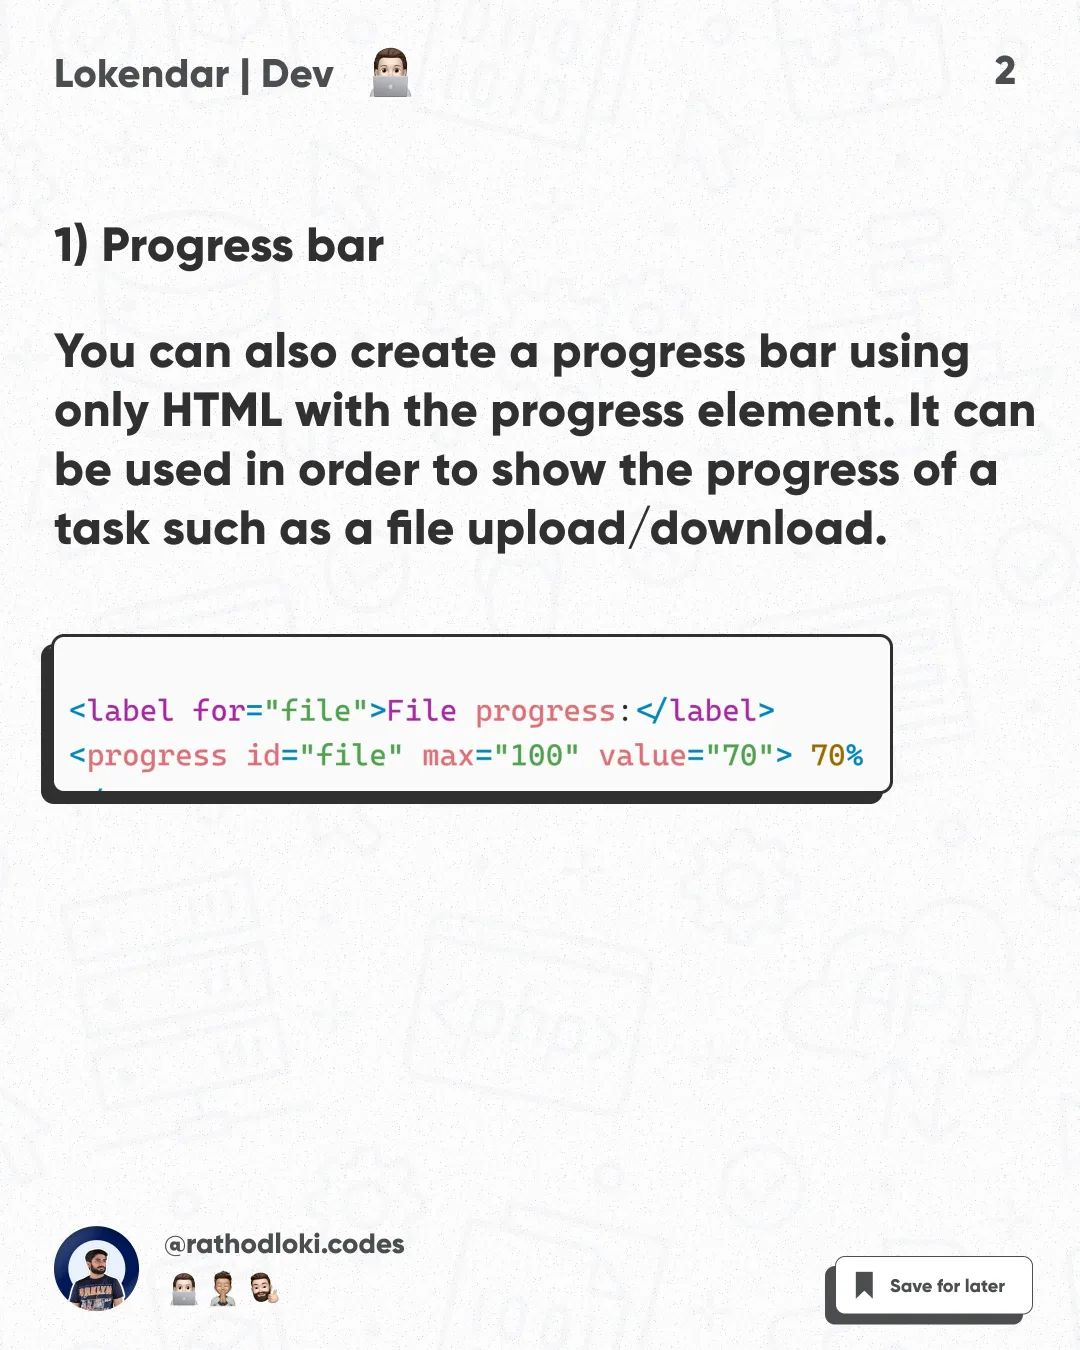 Lokendar | Dev
2
1) Progress bar
You can also create a progress bar using
only HTML with the progress element. It can
be used in order to show the progress of a
task such as a file upload/download.
<label for="file">File progress:</label>
<progress id="file" max="100" value="70"> 70%
@rathodloki.codes
Save for later